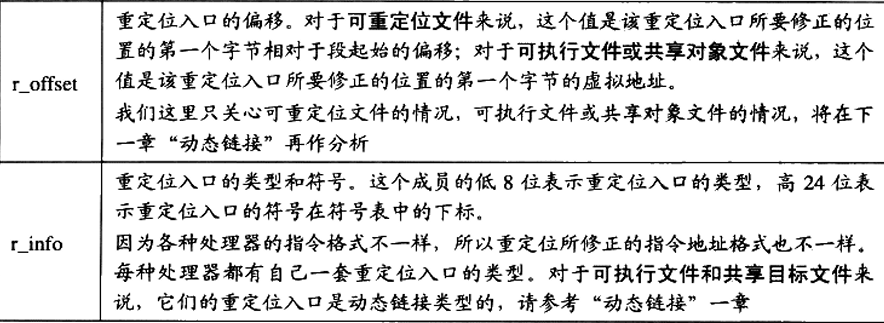 r_offset
重定位入口的偏移。对于可重定位文件来说，这个值是该重定位入口所要修正的位
置的第一个字节相对于段起始的偏移；对于可执行文件或共享对象文件来说，这个
值是该重定位入口所要修正的位置的第一个字节的虚拟地址。
我们这里只关心可重定位文件的情况，可执行文件或共享对象文件的情况，将在下
一章“动态链接”再作分析
r_info
重定位入口的类型和符号。这个成员的低 8 位表示重定位入口的类型，高 24 位表
示重定位入口的符号在符号表中的下标。
因为各种处理器的指令格式不一样，所以重定位所修正的指令地址格式也不一样。
每种处理器都有自己一套重定位入口的类型。对于可执行文件和共享目标文件来
说，它们的重定位入口是动态链接类型的，请参考“动态链接”一章